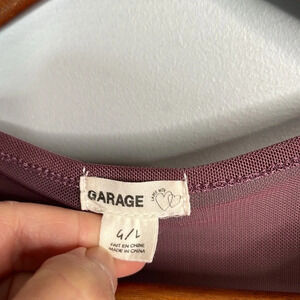 GARAGE
G/L
FAIT EN CHINE
MADE IN CHINA